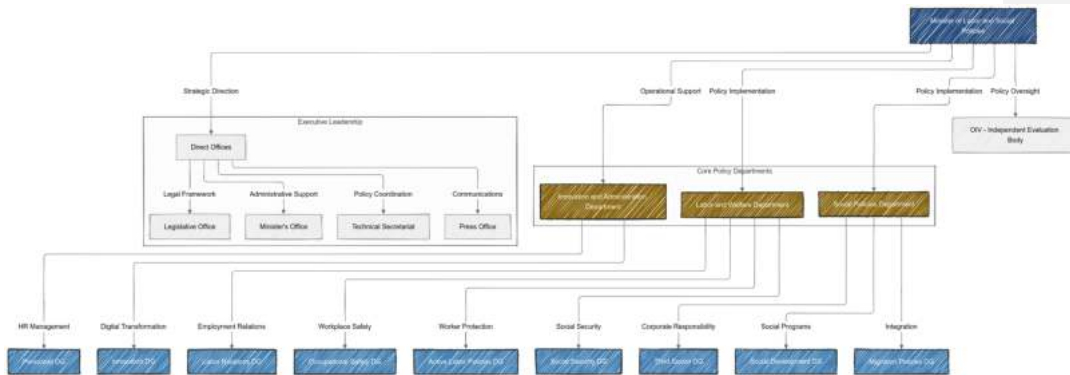 Minister of Labor and Social
Policies
Strategic Direction
Operational Support
Policy Implementation
Policy Implementation
Policy Oversight
Executive Leadership
Direct Offices
OIV - Independent Evaluation
Body
Core Policy Departments
Legal Framework
Administrative Support
Policy Coordination
Communications
Innovation and Administration
Department
Labor and Welfare Department
Social Policies Department
Legislative Office
Minister's Office
Technical Secretariat
Press Office
HR Management
Digital Transformation
Employment Relations
Workplace Safety
Worker Protection
Social Security
Corporate Responsibility
Social Programs
Integration
Personnel DG
Innovation DG
Labor Relations DG
Occupational Safety DG
Active Labor Policies DG
Social Security DG
Third Sector DG
Social Development DG
Migration Policies DG